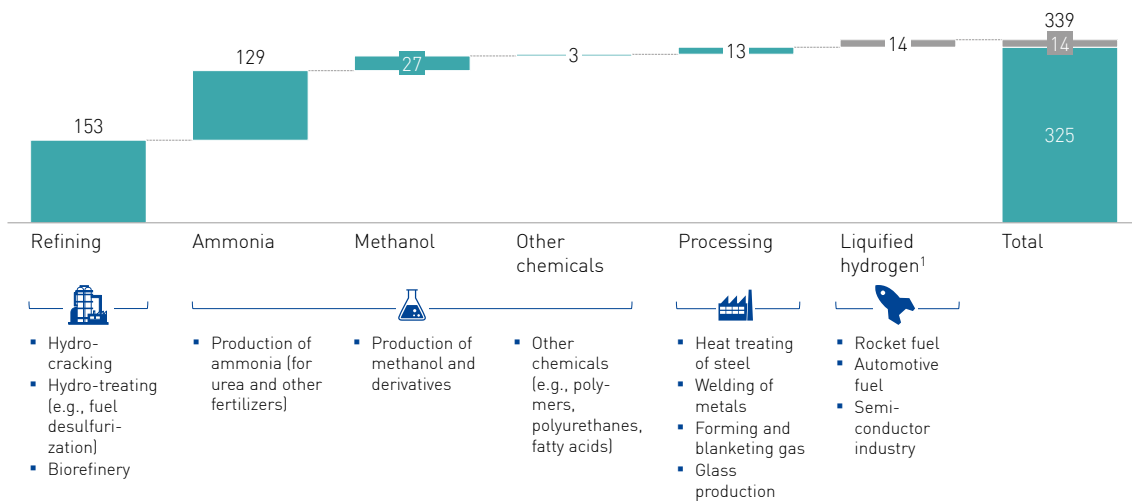 153
129
27
3
13
14
339
14
325
Refining
Ammonia
Methanol
Other
chemicals
Processing
Liquified
hydrogen¹
Total
▪ Hydro-
cracking
▪ Hydro-treating
(e.g., fuel
desulfuri-
zation)
▪ Biorefinery
▪ Production of
ammonia (for
urea and other
fertilizers)
▪ Production of
methanol and
derivatives
▪ Other
chemicals
(e.g., poly-
mers,
polyurethanes,
fatty acids)
▪ Heat treating
of steel
▪ Welding of
metals
▪ Forming and
blanketing gas
▪ Glass
production
▪ Rocket fuel
▪ Automotive
fuel
▪ Semi-
conductor
industry